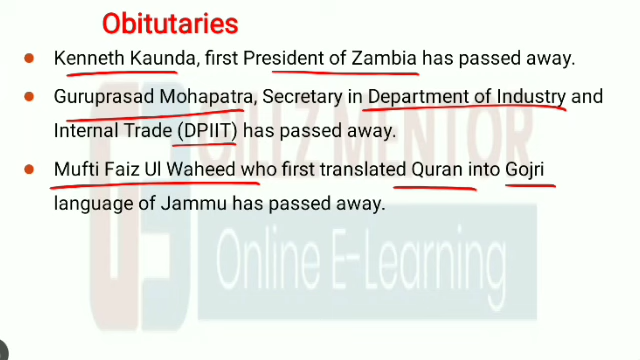 Obitutaries
Kenneth Kaunda, first President of Zambia has passed away.
Guruprasad Mohapatra, Secretary in Department of Industry and
Internal Trade (DPIIT) has passed away.
Mufti Faiz Ul Waheed who first translated Quran into Gojri
language of Jammu has passed away.
MENTOR
Online E-Learning